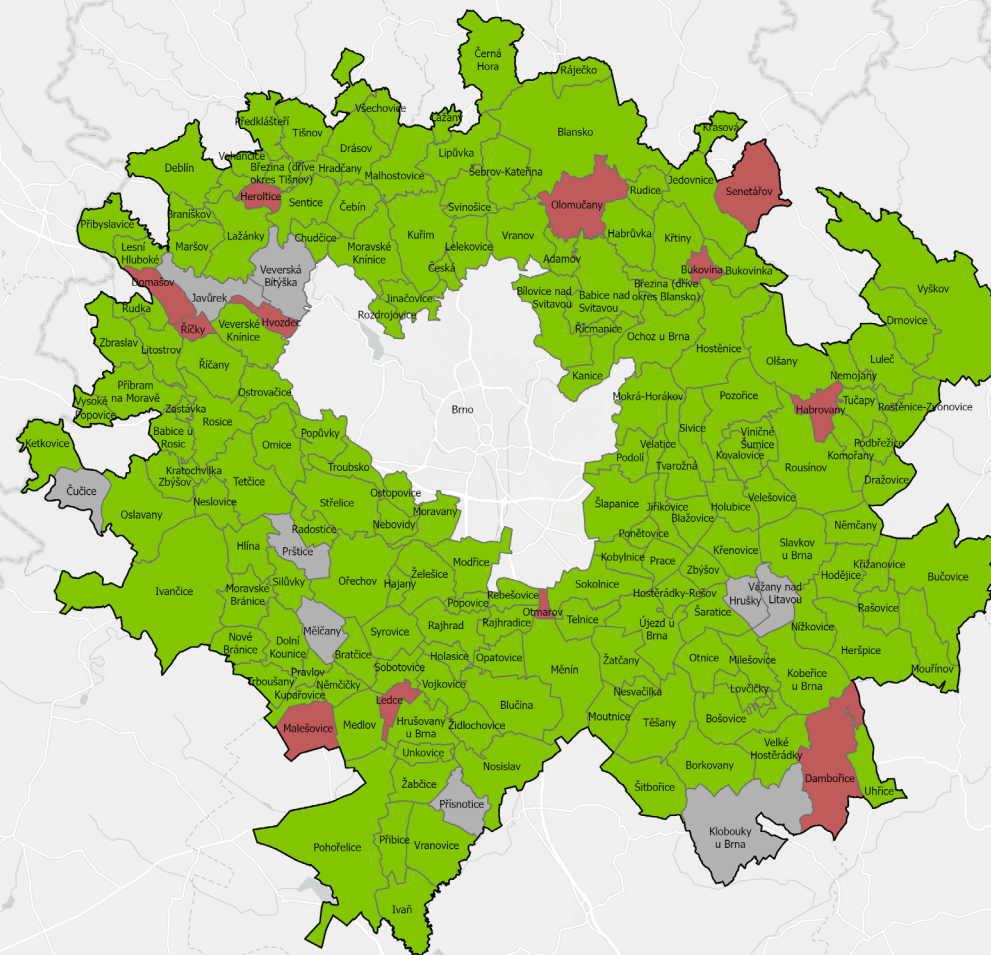 Černá
Hora
Ráječko
Všechovice
Lažany
Předklášteří
Tišnov
Krasová
Blansko
Drásov
Lipůvka
Vohančice
Deblín
Březina (dříve
okres Tišnov)
Hradčany
Malhostovice
Šebrov-Kateřina
Jedovnice
Rudice
Senetářov
Heroltice
Sentice
Čebín
Svinošice
Olomučany
Braníškov
Přibyslavice
Lažánky
Chudčice
Kuřim
Vranov
Habrůvka
Křtiny
Lesní
Hluboké
Maršov
Moravské
Knínice
Lelekovice
Adamov
Veverská
Bítýška
Česká
Bukovina
Bukovinka
Domašov
Javůrek
Jinačovice
Bílovice nad
Svitavou
Babice nad
Svitavou
Březina (dříve
okres Blansko)
Vyškov
Rudka
Říčky
Veverské
Knínice
Hvozdec
Rozdrojovice
Řícmanice
Ochoz u Brna
Drnovice
Zbraslav
Litostrov
Hostěnice
Olšany
Luleč
Říčany
Kanice
Nemojany
Příbram
na Moravě
Ostrovačice
Mokrá-Horákov
Pozořice
Vysoké
Popovice
Zastávka
Rosice
Brno
Habrovany
Tučapy
Rostěnice-Zvonovice
Babice u
Rosic
Popůvky
Sivice
Viničné
Šumice
Ketkovice
Omice
Velatice
Kovalovice
Podbřežice
Komořany
Kratochvilka
Zbýšov
Tetčice
Troubsko
Podolí
Tvarožná
Rousínov
Dražovice
Čučice
Neslovice
Střelice
Ostopovice
Moravany
Šlapanice
Jiříkovice
Holubice
Velešovice
Oslavany
Radostice
Nebovidy
Blažovice
Němčany
Hlína
Prštice
Ponětovice
Křenovice
Slavkov
u Brna
Modřice
Kobylnice
Prace
Zbýšov
Křižanovice
Ivančice
Moravské
Bránice
Silůvky
Ořechov
Hajany
Želešice
Sokolnice
Hostěrádky-Rešov
Hodějice
Bučovice
Rebešovice
Popovice
Hrušky
Vážany nad
Litavou
Rašovice
Otmarov
Šaratice
Mělčany
Syrovice
Rajhrad
Rajhradice
Telnice
Újezd u
Brna
Nížkovice
Nové
Bránice
Dolní
Kounice
Bratčice
Holasice
Opatovice
Žatčany
Otnice
Milešovice
Heršpice
Pravlov
Sobotovice
Měnín
Kobeřice
u Brna
Mouřínov
Trboušany
Němčičky
Vojkovice
Kupařovice
Nesvačilka
Lovčičky
Ledce
Blučina
Malešovice
Medlov
Hrušovany
u Brna
Židlochovice
Moutnice
Těšany
Bošovice
Unkovice
Velké
Hostěrádky
Nosislav
Borkovany
Dambořice
Žabčice
Šitbořice
Uhřice
Přísnotice
Klobouky
u Brna
Pohořelice
Přibice
Vranovice
Ivaň